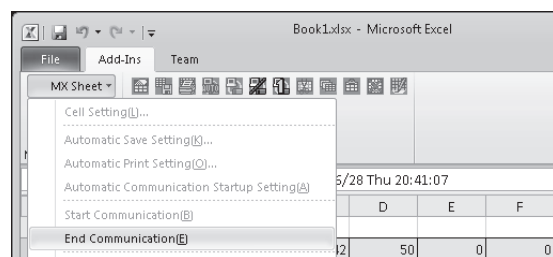 Book1.xlsx - Microsoft Excel
File Add-Ins Team
MX Sheet
Cell Setting(L)...
Automatic Save Setting(K)...
Automatic Print Setting(O)...
Automatic Communication Startup Setting(A)
6/28 Thu 20:41:07
Start Communication(B)
D E F
End Communication(E)
42 50 0 0